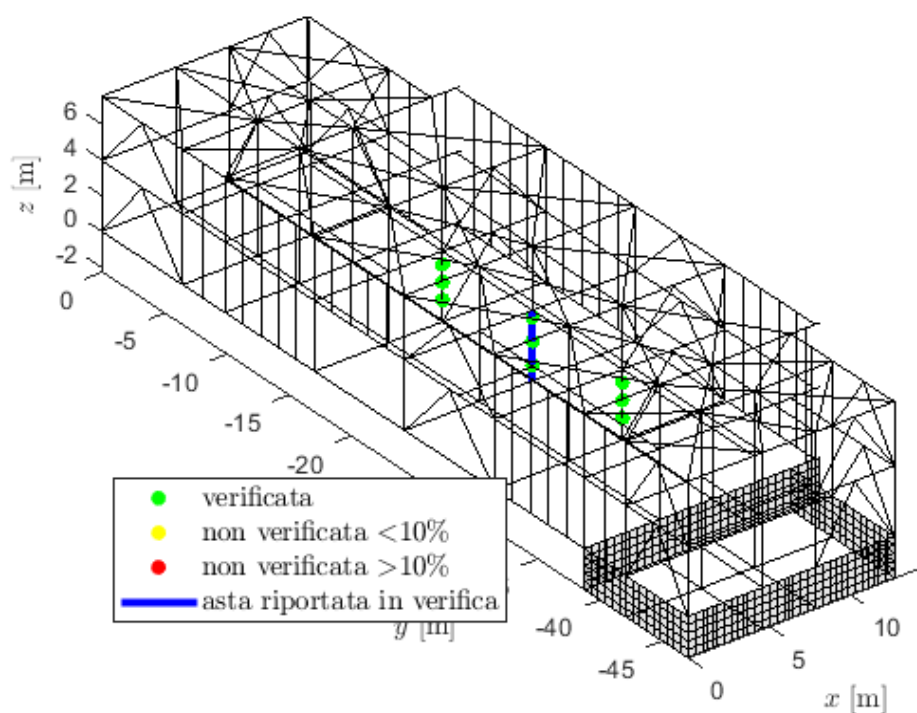 6
4
2
0
-2
z [m]
0
-5
-10
-15
-20
verificata
non verificata <10%
non verificata >10%
asta riportata in verifica
y [m]
-40
-45
0
5
10
x [m]